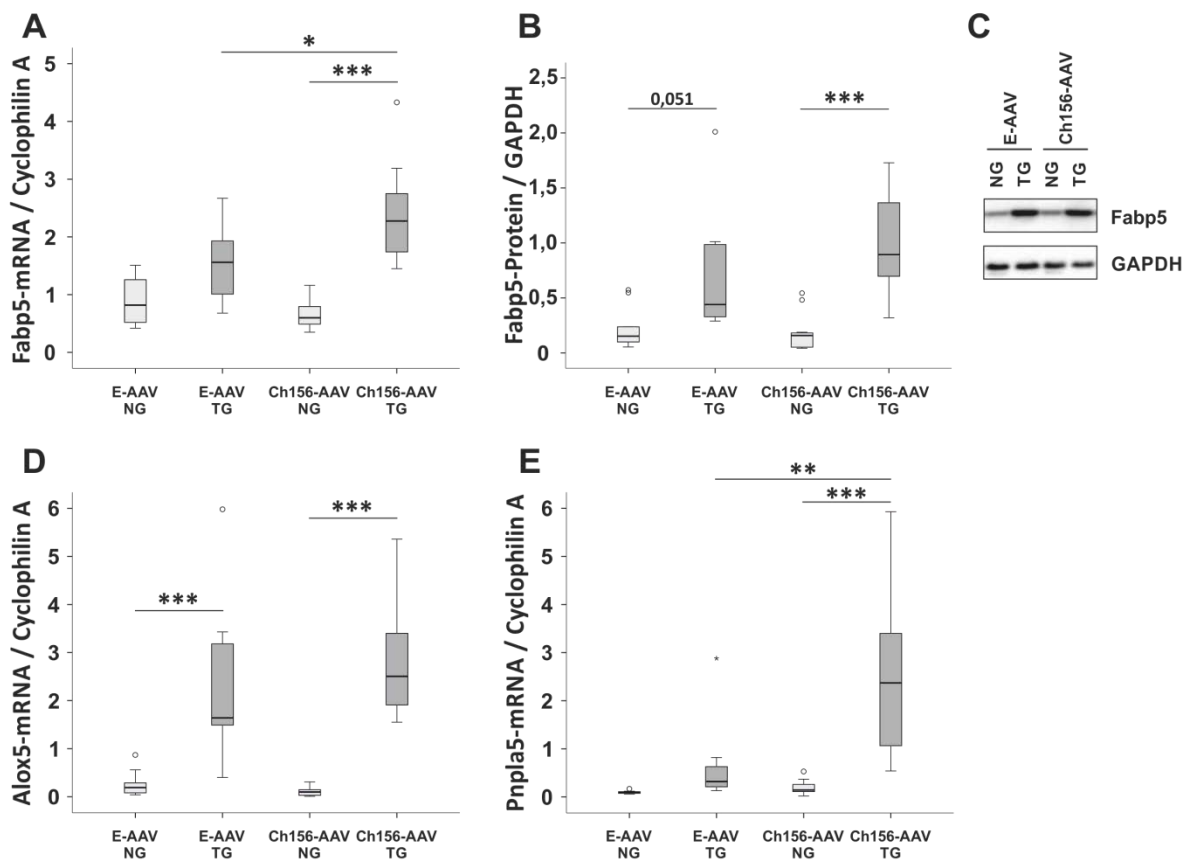 A
Fabp5-mRNA / Cyclophilin A
5
4
3
2
1
0
*
***
E-AAV E-AAV Ch156-AAV Ch156-AAV
NG TG NG TG
B
Fabp5-Protein / GAPDH
2,5
2,0
1,5
1,0
0,5
0
0,051
***
E-AAV E-AAV Ch156-AAV Ch156-AAV
NG TG NG TG
C
E-AAV Ch156-AAV
NG TG NG TG
Fabp5
GAPDH
D
Alox5-mRNA / Cyclophilin A
6
5
4
3
2
1
0
***
***
E-AAV E-AAV Ch156-AAV Ch156-AAV
NG TG NG TG
E
Pnpla5-mRNA / Cyclophilin A
6
5
4
3
2
1
0
**
***
*
E-AAV E-AAV Ch156-AAV Ch156-AAV
NG TG NG TG